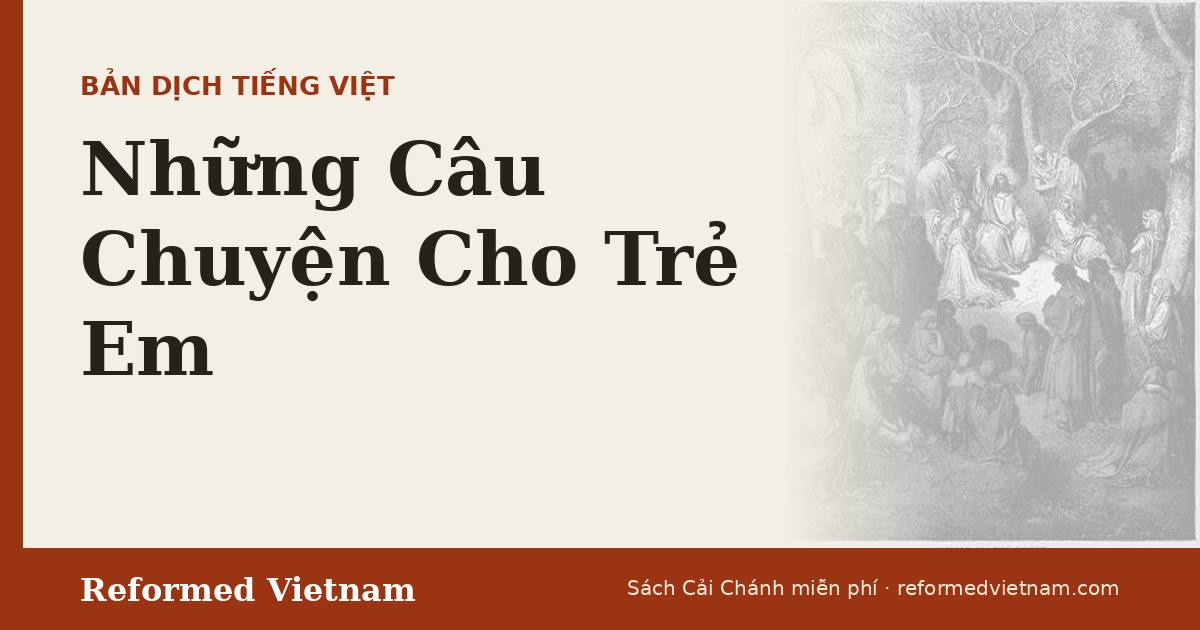 BẢN DỊCH TIẾNG VIỆT
Những Câu
Chuyện Cho Trẻ
Em
Reformed Vietnam
Sách Cải Chánh miễn phí · reformedvietnam.com